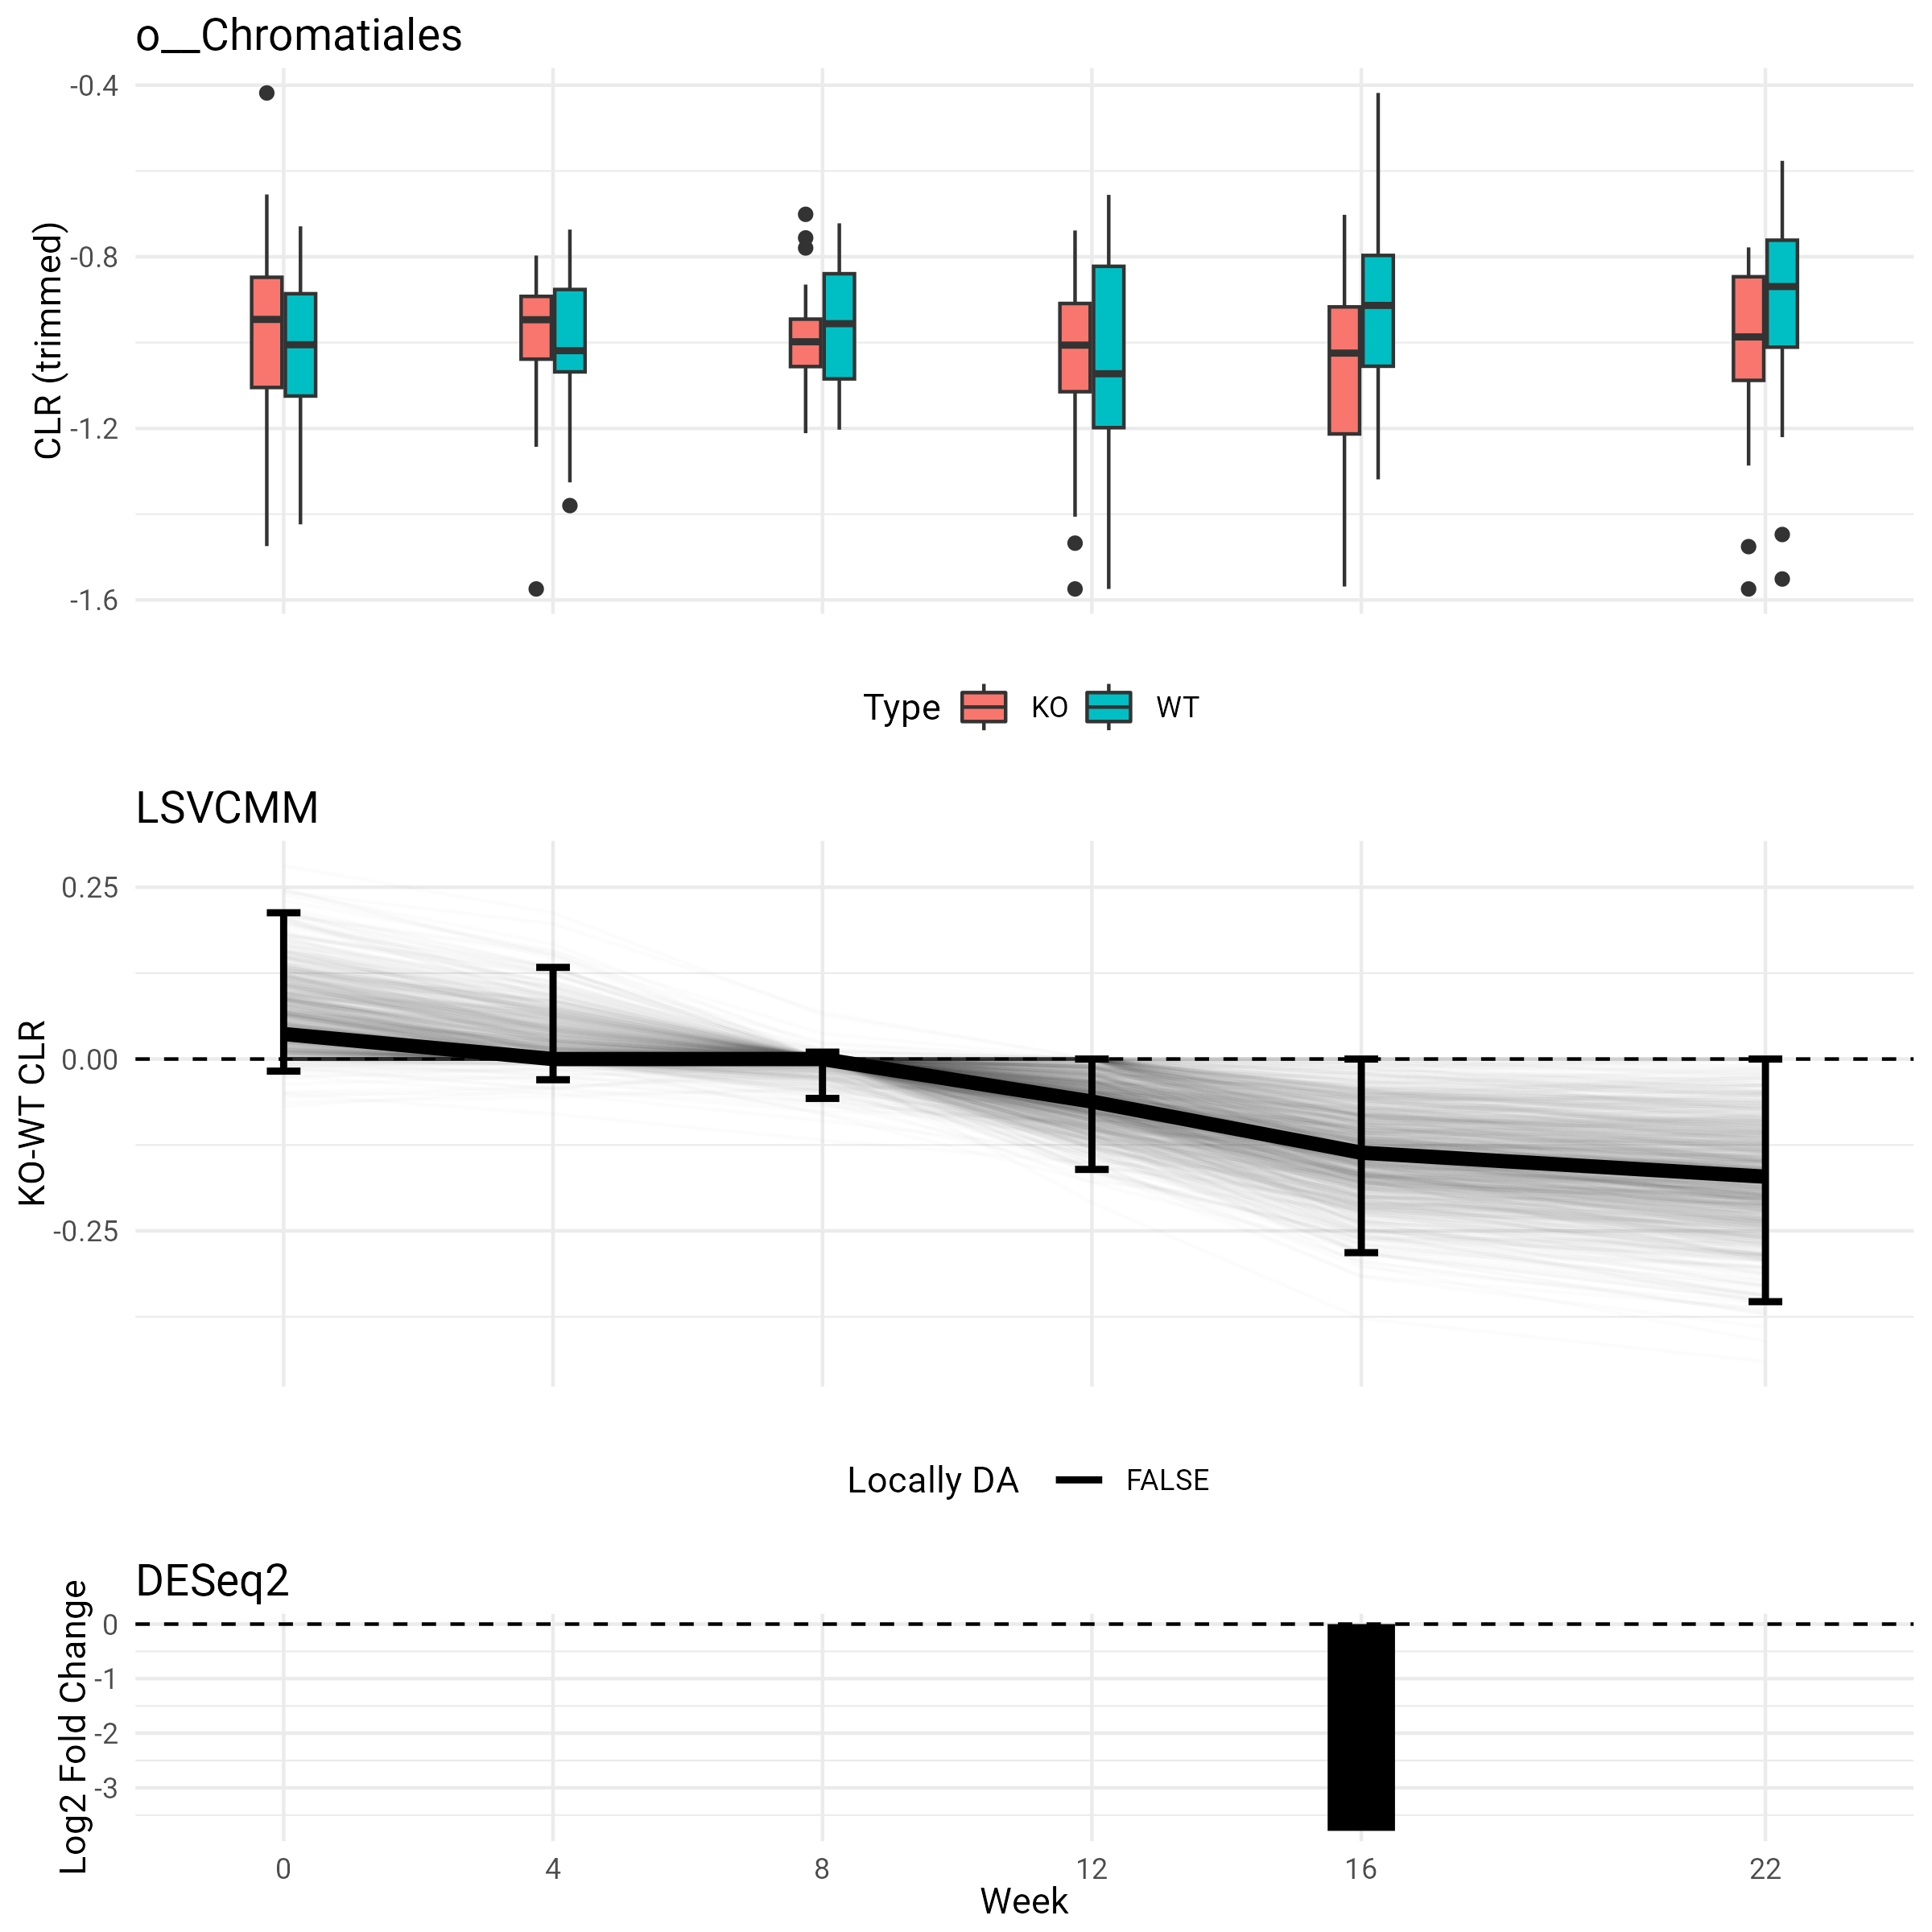 o__Chromatiales
CLR (trimmed)
-0.4
-0.8
-1.2
-1.6
Type KO WT
LSVCMM
KO-WT CLR
0.25
0.00
-0.25
Locally DA FALSE
DESeq2
Log2 Fold Change
0
-1
-2
-3
0 4 8 12 16 22
Week